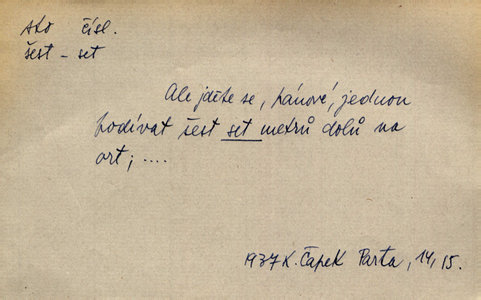 sto čísl.
šest – set
Ale jděte se, pánové, jednou
podívat šest set metrů dolů na
ort; ....
1937 K. Čapek Parta, 14, 15.